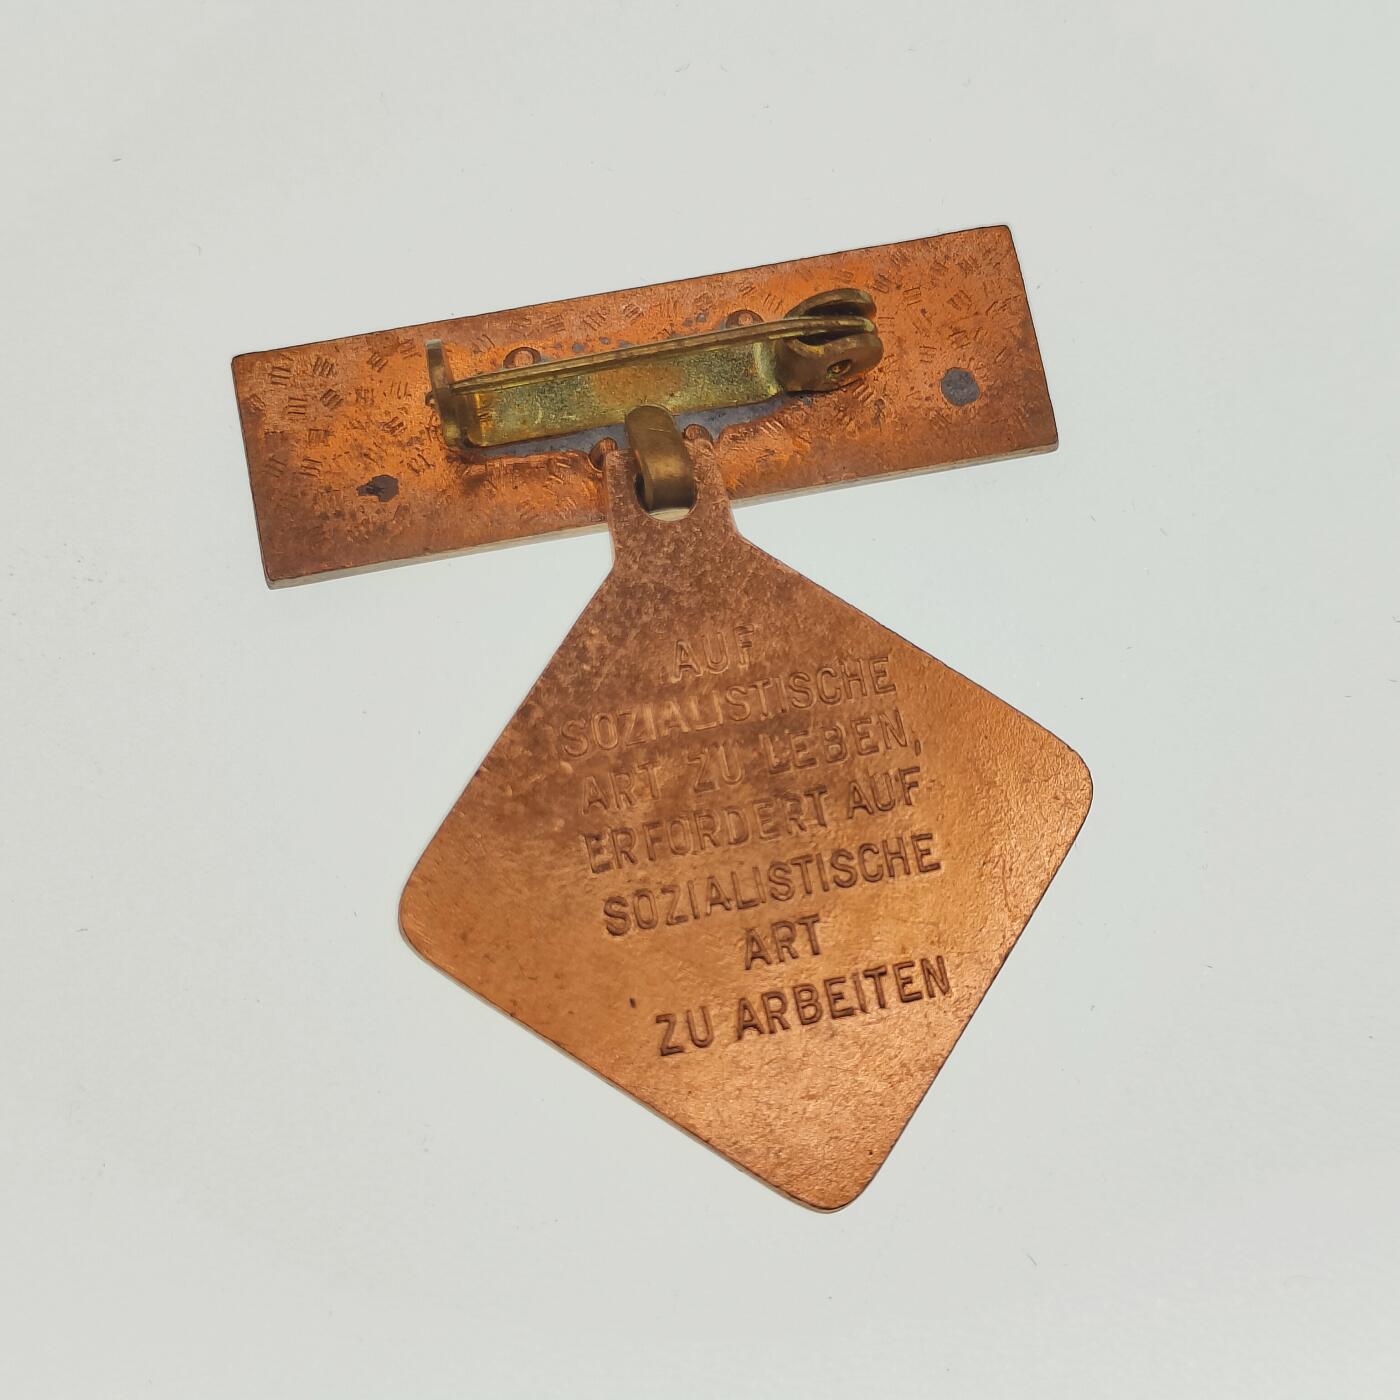 AUF
SOZIALISTISCHE
ART ZU LEBEN,
ERFORDERT AUF
SOZIALISTISCHE
ART
ZU ARBEITEN